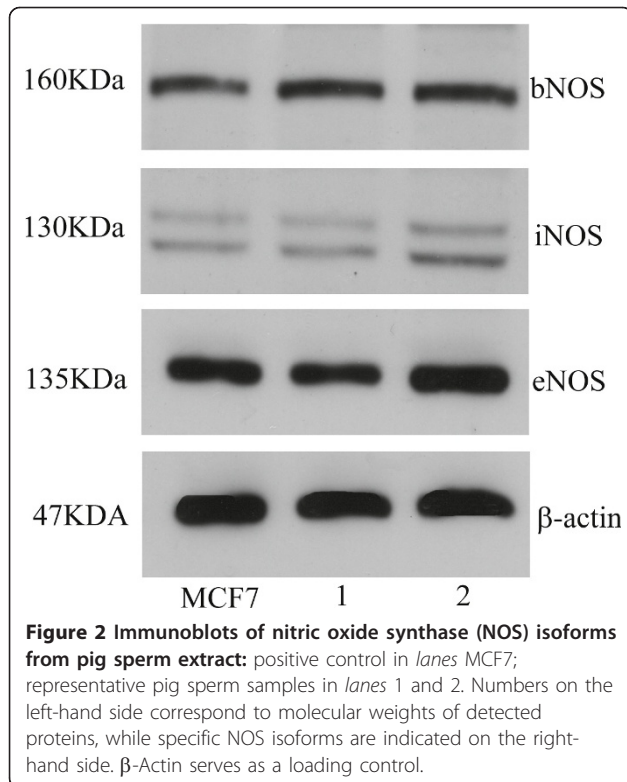 160KDa bNOS
130KDa iNOS
135KDa eNOS
47KDA β-actin
MCF7 1 2
Figure 2 Immunoblots of nitric oxide synthase (NOS) isoforms
from pig sperm extract: positive control in lanes MCF7;
representative pig sperm samples in lanes 1 and 2. Numbers on the
left-hand side correspond to molecular weights of detected
proteins, while specific NOS isoforms are indicated on the right-
hand side. β-Actin serves as a loading control.